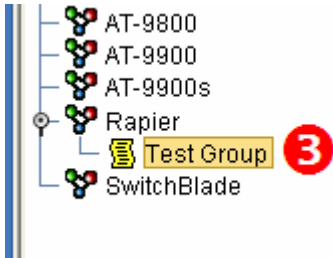 AT-9800
AT-9900
AT-9900s
Rapier
Test Group 3
SwitchBlade